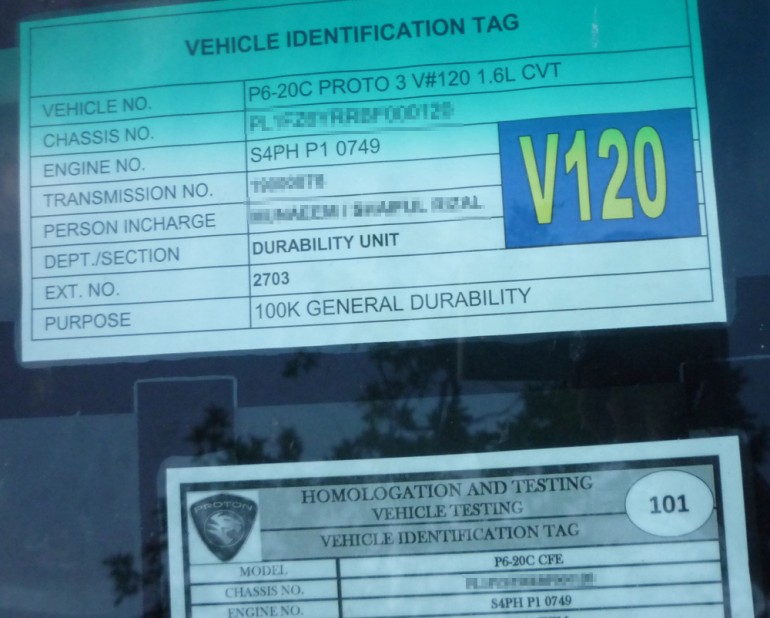 VEHICLE IDENTIFICATION TAG
VEHICLE NO. P6-20C PROTO 3 V#120 1.6L CVT
CHASSIS NO.
ENGINE NO. S4PH P1 0749
TRANSMISSION NO.
PERSON INCHARGE
DEPT./SECTION DURABILITY UNIT
EXT. NO. 2703
PURPOSE 100K GENERAL DURABILITY
V120
PROTON
HOMOLOGATION AND TESTING
VEHICLE TESTING
101
VEHICLE IDENTIFICATION TAG
MODEL P6-20C CFE
CHASSIS NO.
ENGINE NO. S4PH P1 0749